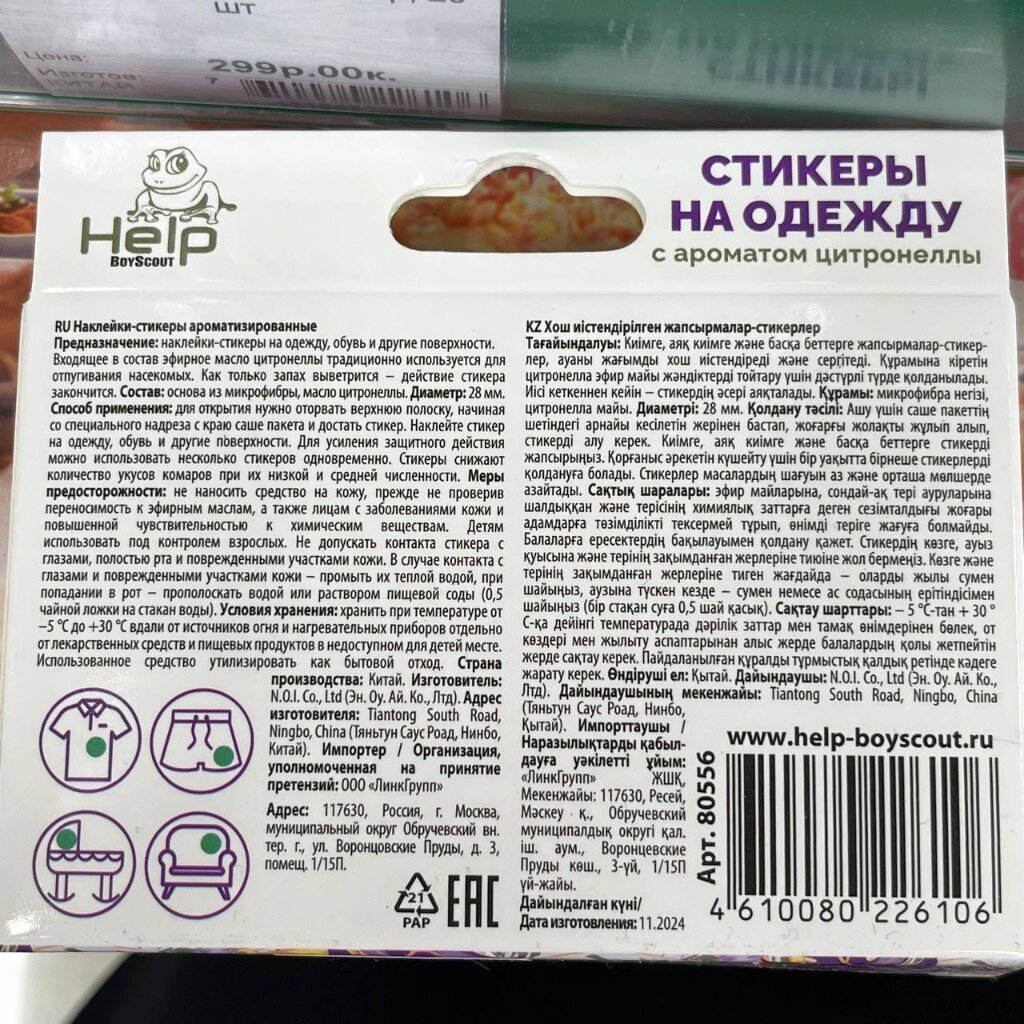 шт
Цена:
299р.00к.
Изготов:
КИТАЙ
7
Help
BOYSCOUT
СТИКЕРЫ
НА ОДЕЖДУ
с ароматом цитронеллы
RU Наклейки-стикеры ароматизированные
Предназначение: наклейки-стикеры на одежду, обувь и другие поверхности.
Входящее в состав эфирное масло цитронеллы традиционно используется для
отпугивания насекомых. Как только запах выветрится – действие стикера
закончится. Состав: основа из микрофибры, масло цитронеллы. Диаметр: 28 мм.
Способ применения: для открытия нужно оторвать верхнюю полоску, начиная
со специального надреза с краю саше пакета и достать стикер. Наклейте стикер
на одежду, обувь и другие поверхности. Для усиления защитного действия
можно использовать несколько стикеров одновременно. Стикеры снижают
количество укусов комаров при их низкой и средней численности. Меры
предосторожности: не наносить средство на кожу, прежде не проверив
переносимость к эфирным маслам, а также лицам с заболеваниями кожи и
повышенной чувствительностью к химическим веществам. Детям
использовать под контролем взрослых. Не допускать контакта стикера с
глазами, полостью рта и поврежденными участками кожи. В случае контакта с
глазами и поврежденными участками кожи – промыть их теплой водой, при
попадании в рот – прополоскать водой или раствором пищевой соды (0,5
чайной ложки на стакан воды). Условия хранения: хранить при температуре от
–5 °C до +30 °C вдали от источников огня и нагревательных приборов отдельно
от лекарственных средств и пищевых продуктов в недоступном для детей месте.
Использованное средство утилизировать как бытовой отход. Страна
производства: Китай. Изготовитель:
N.O.I. Co., Ltd (Эн. Оу. Ай. Ко., Лтд). Адрес
изготовителя: Tiantong South Road,
Ningbo, China (Тяньтун Саус Роад, Нинбо,
Китай). Импортер / Организация,
уполномоченная на принятие
претензий: ООО «ЛинкГрупп»
Адрес: 117630, Россия, г. Москва,
муниципальный округ Обручевский вн.
тер. г., ул. Воронцовские Пруды, д. 3,
помещ. 1/15П.
21
PAP
EAC
KZ Хош иістендірілген жапсырмалар-стикерлер
Тағайындалуы: Киімге, аяқ киімге және басқа беттерге жапсырмалар-стикер-
лер, ауаны жағымды хош иістендіреді және сергітеді. Құрамына кіретін
цитронелла эфир майы жәндіктерді тойтару үшін дәстүрлі түрде қолданылады.
Иісі кеткеннен кейін – стикердің әсері аяқталады. Құрамы: микрофибра негізі,
цитронелла майы. Диаметрі: 28 мм. Қолдану тәсілі: Ашу үшін саше пакеттің
шетіндегі арнайы кесілетін жерінен бастап, жоғарғы жолақты жұлып алып,
стикерді алу керек. Киімге, аяқ киімге және басқа беттерге стикерді
жапсырыңыз. Қорғаныс әрекетін күшейту үшін бір уақытта бірнеше стикерлерді
қолдануға болады. Стикерлер масалардың шағуын аз және орташа мөлшерде
азайтады. Сақтық шаралары: эфир майларына, сондай-ақ тері ауруларына
шалдыққан және терісінің химиялық заттарға деген сезімталдығы жоғары
адамдарға төзімділікті тексермей тұрып, өнімді теріге жағуға болмайды.
Балаларға ересектердің бақылауымен қолдану қажет. Стикердің көзге, ауыз
қуысына және терінің зақымданған жерлеріне тиюіне жол бермеңіз. Көзге және
терінің зақымданған жерлеріне тиген жағдайда – оларды жылы сумен
шайыңыз, аузына түскен кезде – сумен немесе ас содасының ерітіндісімен
шайыңыз (бір стақан суға 0,5 шай қасық). Сақтау шарттары: – 5 °C-тан + 30 °
C-қа дейінгі температурада дәрілік заттар мен тамақ өнімдерінен бөлек, от
көздері мен жылыту аспаптарынан алыс жерде балалардың қолы жетпейтін
жерде сақтау керек. Пайдаланылған құралды тұрмыстық қалдық ретінде кәдеге
жарату керек. Өндіруші ел: Қытай. Дайындаушы: N.O.I. Co., Ltd (Эн. Оу. Ай. Ко.,
Лтд). Дайындаушының мекенжайы: Tiantong South Road, Ningbo, China
(Тяньтун Саус Роад, Нинбо,
Қытай). Импорттаушы /
Наразылықтарды қабыл-
дауға уәкілетті ұйым:
«ЛинкГрупп» ЖШҚ,
Мекенжайы: 117630, Ресей,
Мәскеу қ., Обручевский
муниципалдық округі қал.
іш. аум., Воронцевские
Пруды көш., 3-үй, 1/15П
үй-жайы.
Дайындалған күні/
Дата изготовления: 11.2024
www.help-boyscout.ru
Арт. 80556
4 610080 226106